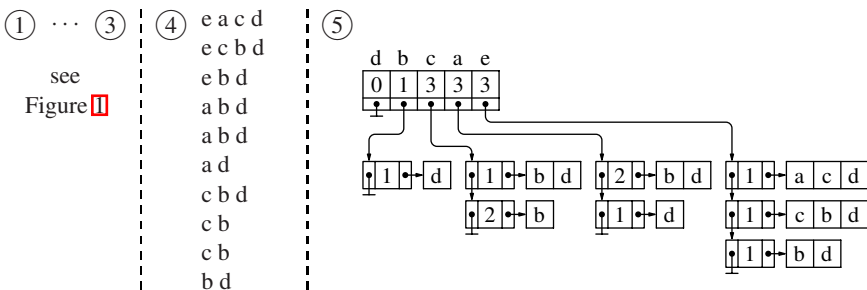 1 ... 3
see
Figure 1
4
e a c d
e c b d
e b d
a b d
a b d
a d
c b d
c b
c b
b d
5
d b c a e
0 1 3 3 3
1 d 1 b d 2 b d 1 a c d
2 b 1 d 1 c b d
1 b d